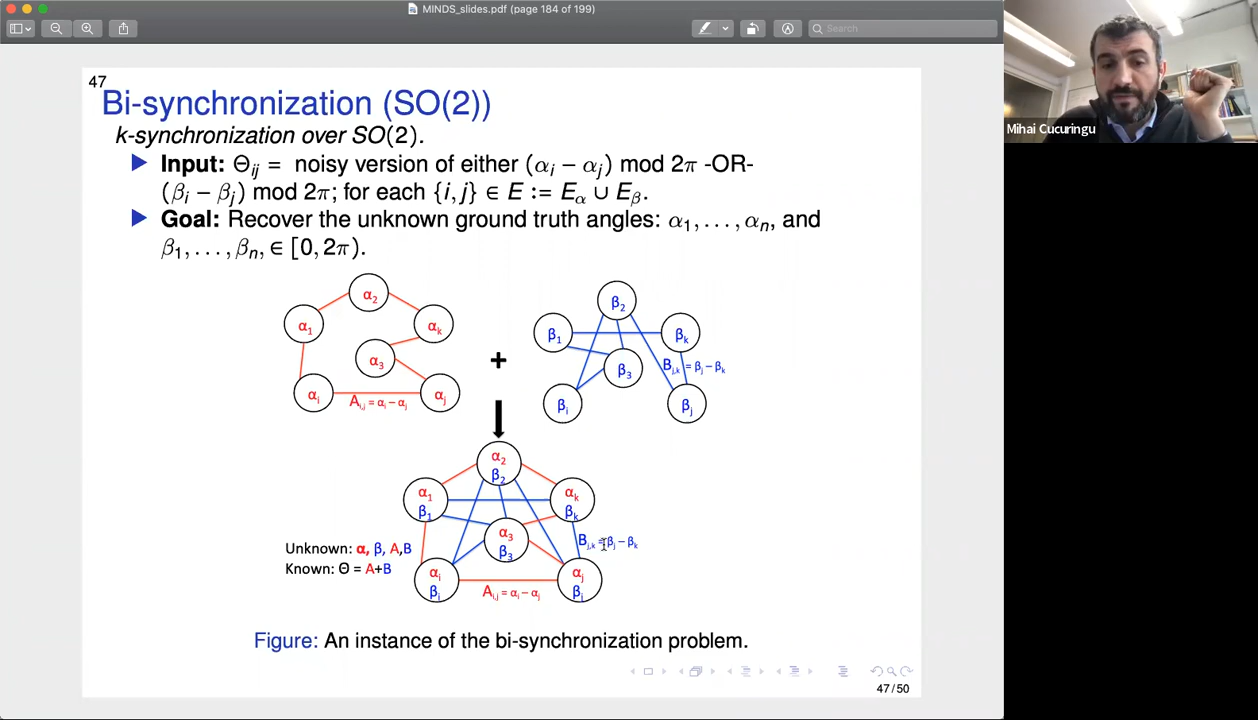 MINDS_slides.pdf (page 184 of 199)
Search
47
Bi-synchronization (SO(2))
k-synchronization over SO(2).
Input: Θij = noisy version of either (αi − αj) mod 2π -OR-
(βi − βj) mod 2π; for each {i, j} ∈ E := Eα ∪ Eβ.
Goal: Recover the unknown ground truth angles: α1, . . . , αn, and
β1, . . . , βn, ∈ [0, 2π).
α2
α1
αk
α3
αi
αj
Ai,j = αi − αj
+
β2
β1
βk
β3
Bj,k = βj − βk
βi
βj
α2
β2
α1
β1
αk
βk
α3
β3
Bj,k = βj − βk
αi
βi
αj
βj
Ai,j = αi − αj
Unknown: α, β, A,B
Known: Θ = A+B
Figure: An instance of the bi-synchronization problem.
47/50
Mihai Cucuringu